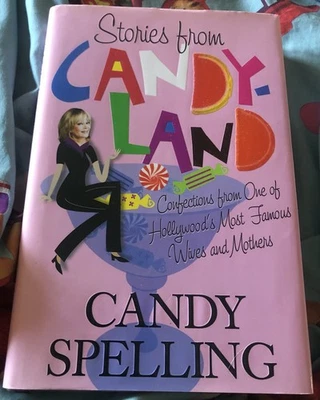 Stories from
CANDY-
LAND
Confections from One of
Hollywood's Most Famous
Wives and Mothers
CANDY
SPELLING